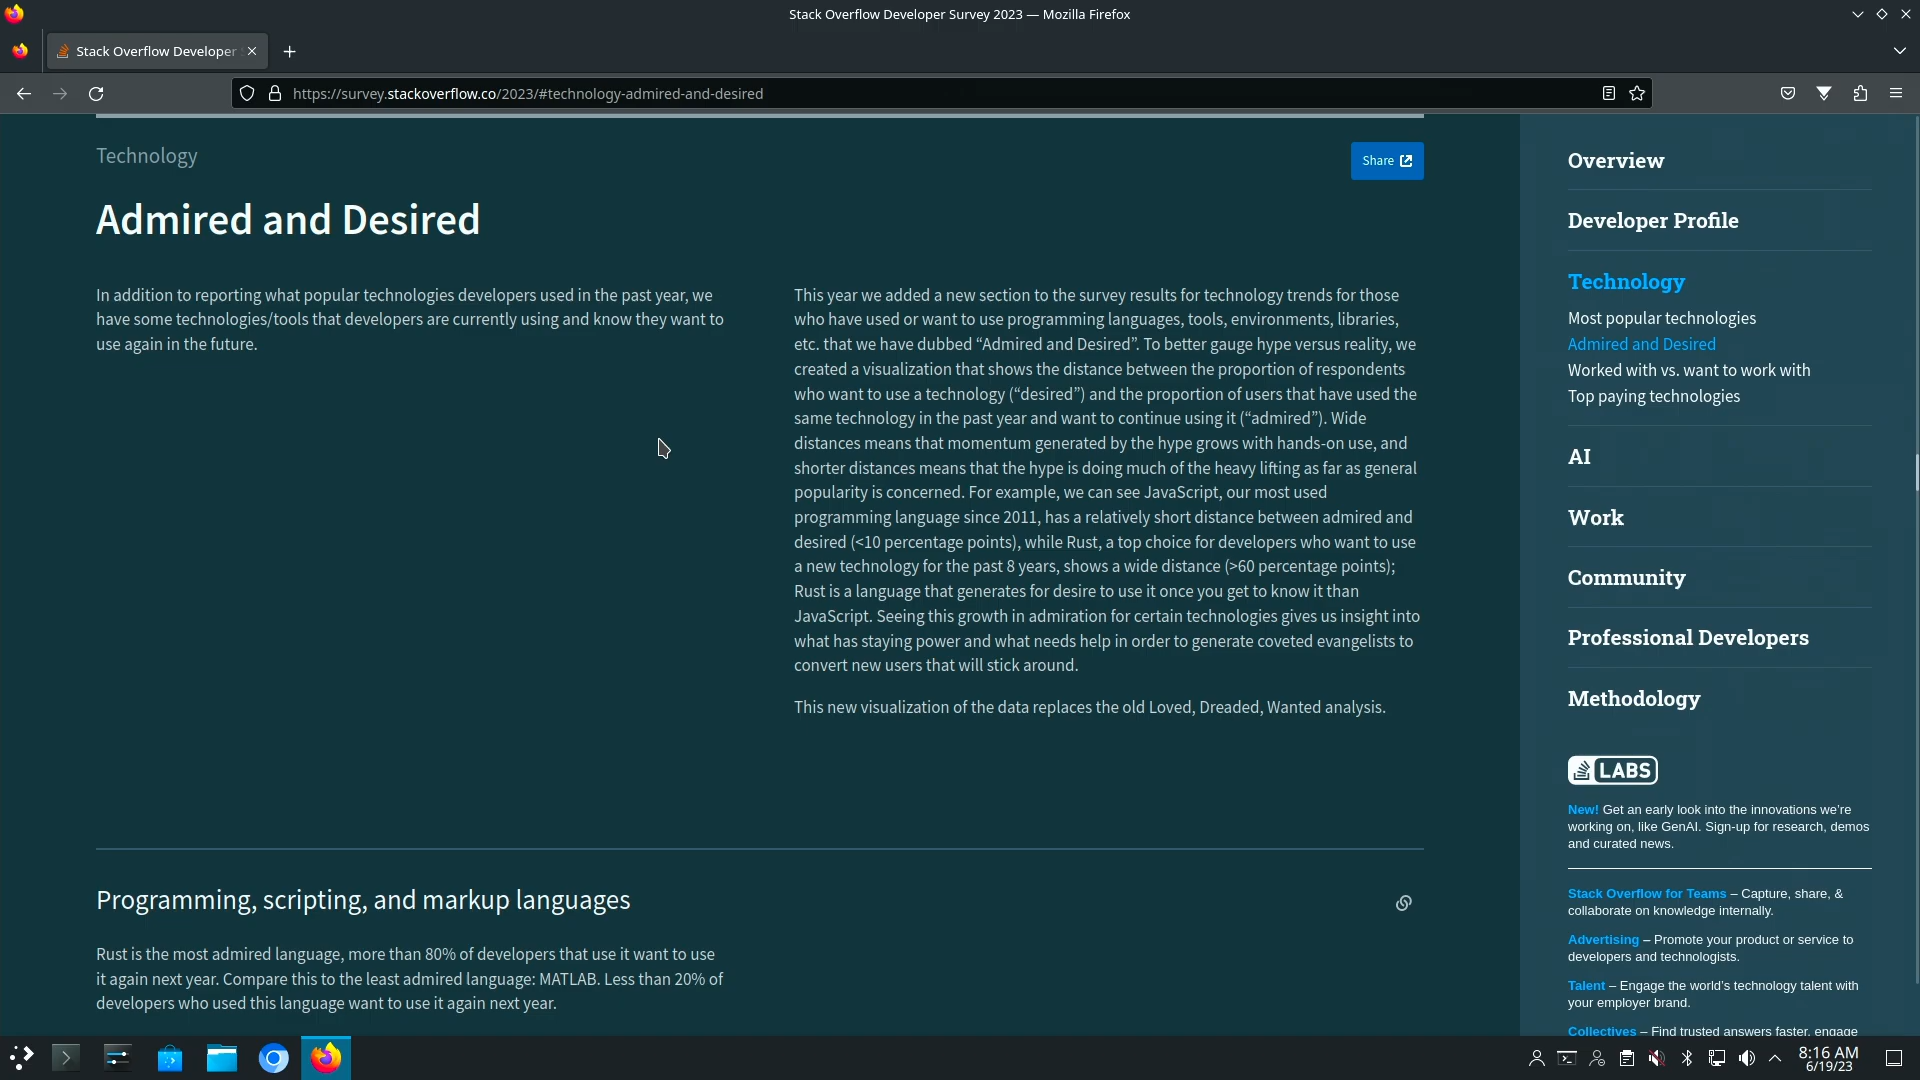 Stack Overflow Developer Survey 2023 — Mozilla Firefox
Stack Overflow Developer
https://survey.stackoverflow.co/2023/#technology-admired-and-desired
Technology
Share
Admired and Desired
In addition to reporting what popular technologies developers used in the past year, we
have some technologies/tools that developers are currently using and know they want to
use again in the future.
This year we added a new section to the survey results for technology trends for those
who have used or want to use programming languages, tools, environments, libraries,
etc. that we have dubbed “Admired and Desired”. To better gauge hype versus reality, we
created a visualization that shows the distance between the proportion of respondents
who want to use a technology (“desired”) and the proportion of users that have used the
same technology in the past year and want to continue using it (“admired”). Wide
distances means that momentum generated by the hype grows with hands-on use, and
shorter distances means that the hype is doing much of the heavy lifting as far as general
popularity is concerned. For example, we can see JavaScript, our most used
programming language since 2011, has a relatively short distance between admired and
desired (<10 percentage points), while Rust, a top choice for developers who want to use
a new technology for the past 8 years, shows a wide distance (>60 percentage points);
Rust is a language that generates for desire to use it once you get to know it than
JavaScript. Seeing this growth in admiration for certain technologies gives us insight into
what has staying power and what needs help in order to generate coveted evangelists to
convert new users that will stick around.
This new visualization of the data replaces the old Loved, Dreaded, Wanted analysis.
Programming, scripting, and markup languages
Rust is the most admired language, more than 80% of developers that use it want to use
it again next year. Compare this to the least admired language: MATLAB. Less than 20% of
developers who used this language want to use it again next year.
Overview
Developer Profile
Technology
Most popular technologies
Admired and Desired
Worked with vs. want to work with
Top paying technologies
AI
Work
Community
Professional Developers
Methodology
LABS
New! Get an early look into the innovations we’re
working on, like GenAI. Sign-up for research, demos
and curated news.
Stack Overflow for Teams – Capture, share, &
collaborate on knowledge internally.
Advertising – Promote your product or service to
developers and technologists.
Talent – Engage the world’s technology talent with
your employer brand.
Collectives – Find trusted answers faster, engage
8:16 AM
6/19/23